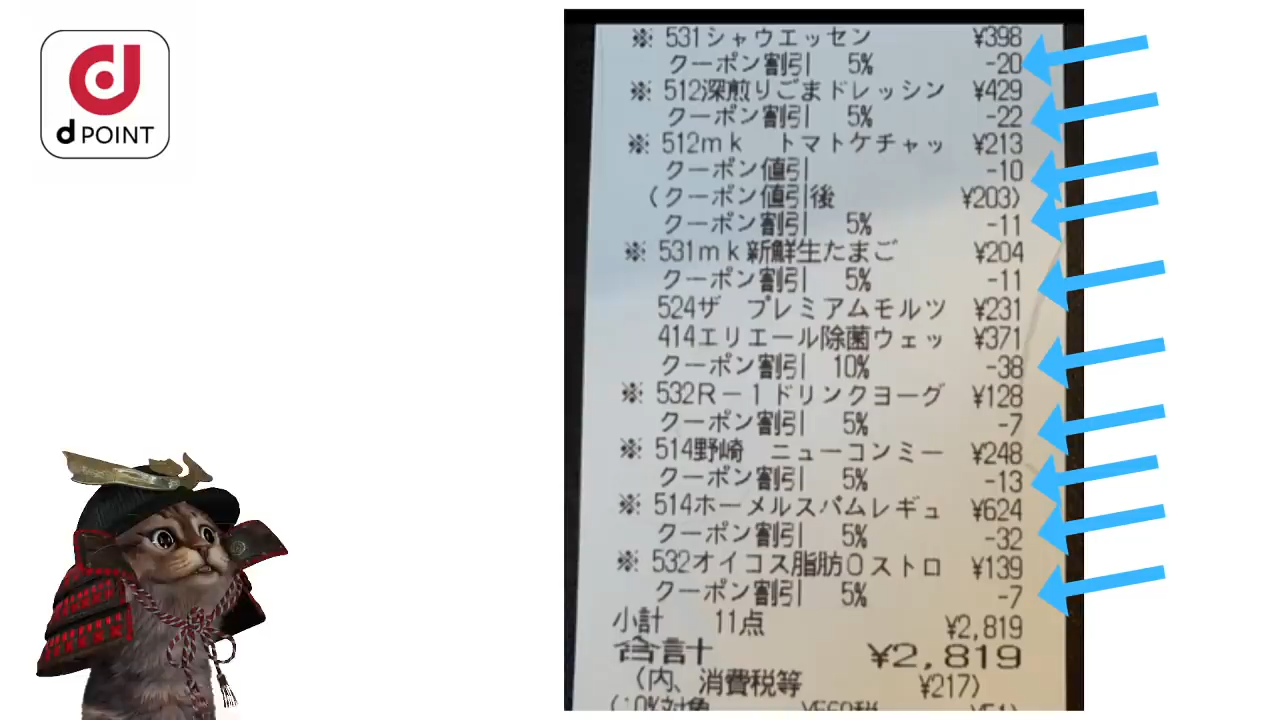 d POINT
※ 531シャウエッセン ¥398
クーポン割引 5% -20
※ 512深煎りごまドレッシン ¥429
クーポン割引 5% -22
※ 512mk トマトケチャッ ¥213
クーポン値引 -10
(クーポン値引後 ¥203)
クーポン割引 5% -11
※ 531mk新鮮生たまご ¥204
クーポン割引 5% -11
524ザ プレミアムモルツ ¥231
414エリエール除菌ウェッ ¥371
クーポン割引 10% -38
※ 532R-1ドリンクヨーグ ¥128
クーポン割引 5% -7
※ 514野崎 ニューコンミー ¥248
クーポン割引 5% -13
※ 514ホーメルスパムレギュ ¥624
クーポン割引 5% -32
※ 532オイコス脂肪0ストロ ¥139
クーポン割引 5% -7
小計 11点 ¥2,819
合計 ¥2,819
(内、消費税等 ¥217)
(10%対象